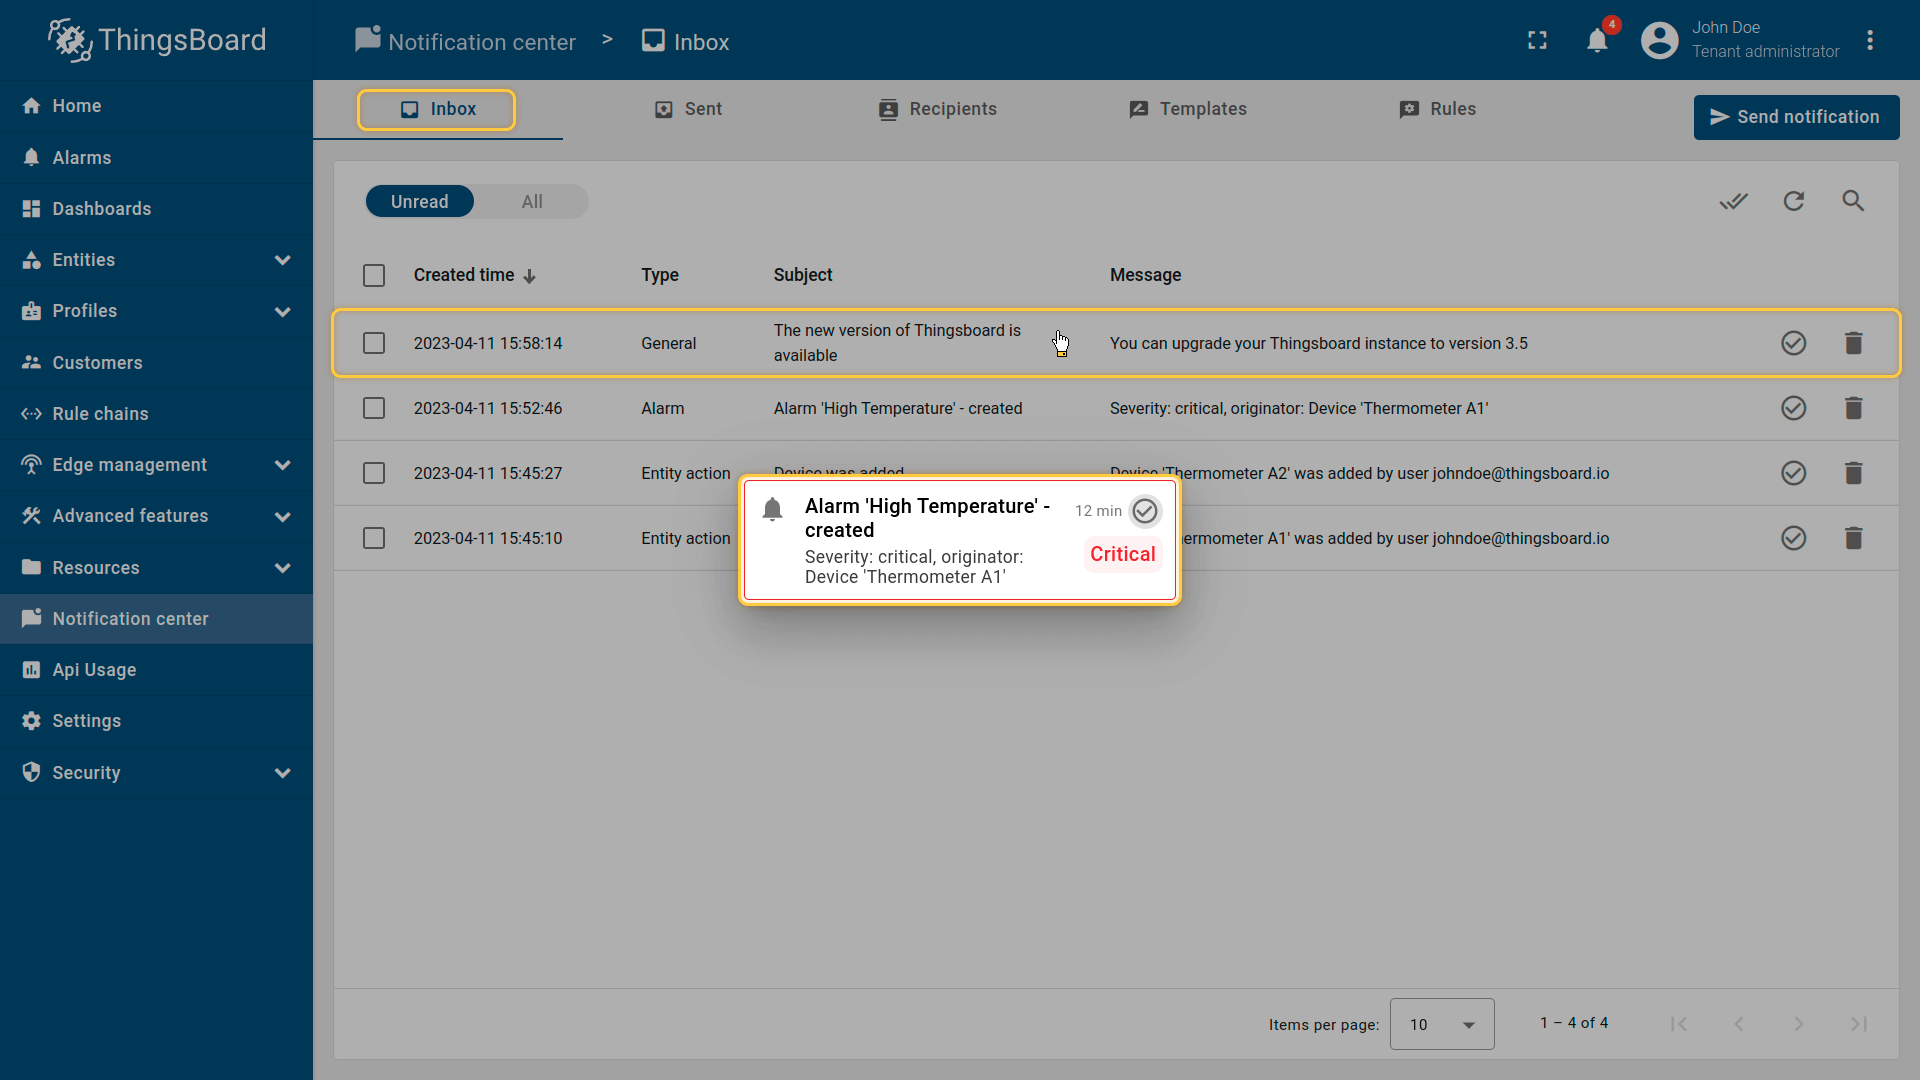 ThingsBoard
Notification center > Inbox
4
John Doe
Tenant administrator
Home
Alarms
Dashboards
Entities
Profiles
Customers
Rule chains
Edge management
Advanced features
Resources
Notification center
Api Usage
Settings
Security
Inbox Sent Recipients Templates Rules
Send notification
Unread All
Created time Type Subject Message
2023-04-11 15:58:14 General The new version of Thingsboard is available You can upgrade your Thingsboard instance to version 3.5
2023-04-11 15:52:46 Alarm Alarm 'High Temperature' - created Severity: critical, originator: Device 'Thermometer A1'
2023-04-11 15:45:27 Entity action Device was added Device 'Thermometer A2' was added by user johndoe@thingsboard.io
2023-04-11 15:45:10 Entity action ermometer A1' was added by user johndoe@thingsboard.io
Alarm 'High Temperature' -
created
12 min
Severity: critical, originator:
Device 'Thermometer A1'
Critical
Items per page: 10 1 – 4 of 4